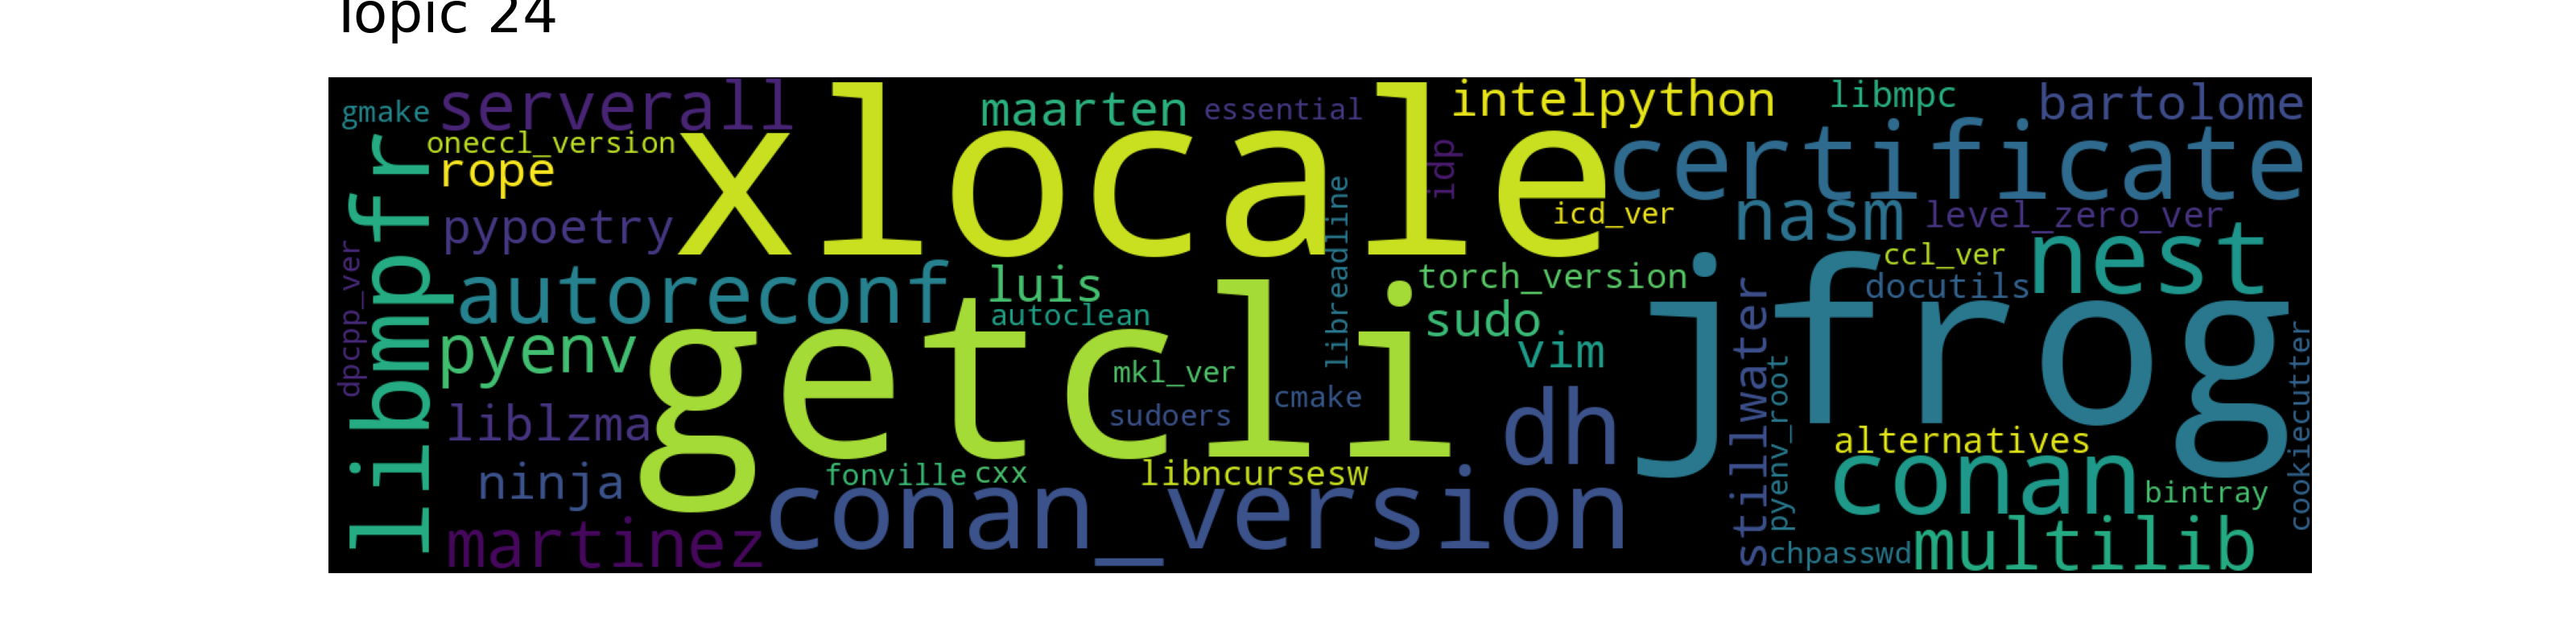 Topic 24
gmake
serverall
xlocale
maarten
essential
intelpython
libmpc
bartolome
oneccl_version
rope
idp
certificate
libmpfr
pypoetry
libreadline
icd_ver
nasm
level_zero_ver
dpcpp_ver
autoreconf
luis
autoclean
torch_version
ccl_ver
nest
docutils
pyenv
getcli
sudo
vim
jfrog
mkl_ver
cmake
sudoers
dh
stillwater
pyenv_root
cookiecutter
liblzma
alternatives
ninja
fonville
cxx
libncursesw
conan
bintray
martinez
conan_version
chpasswd
multilib